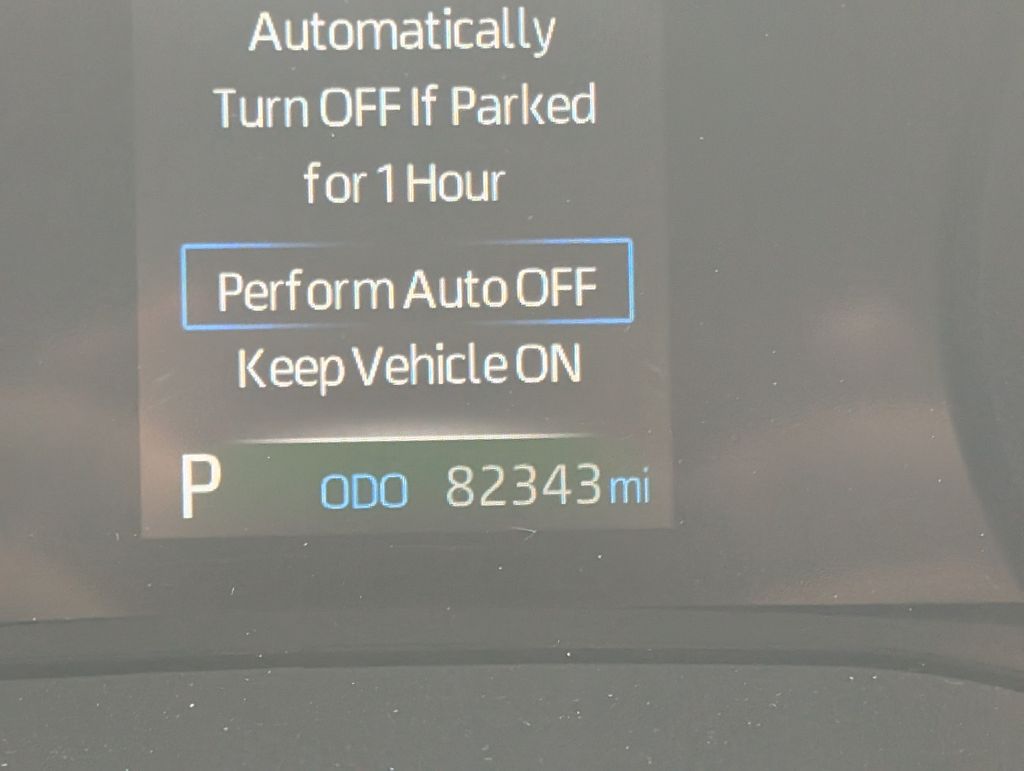 Automatically
Turn OFF If Parked
for 1 Hour
Perform Auto OFF
Keep Vehicle ON
P ODO 82343 mi